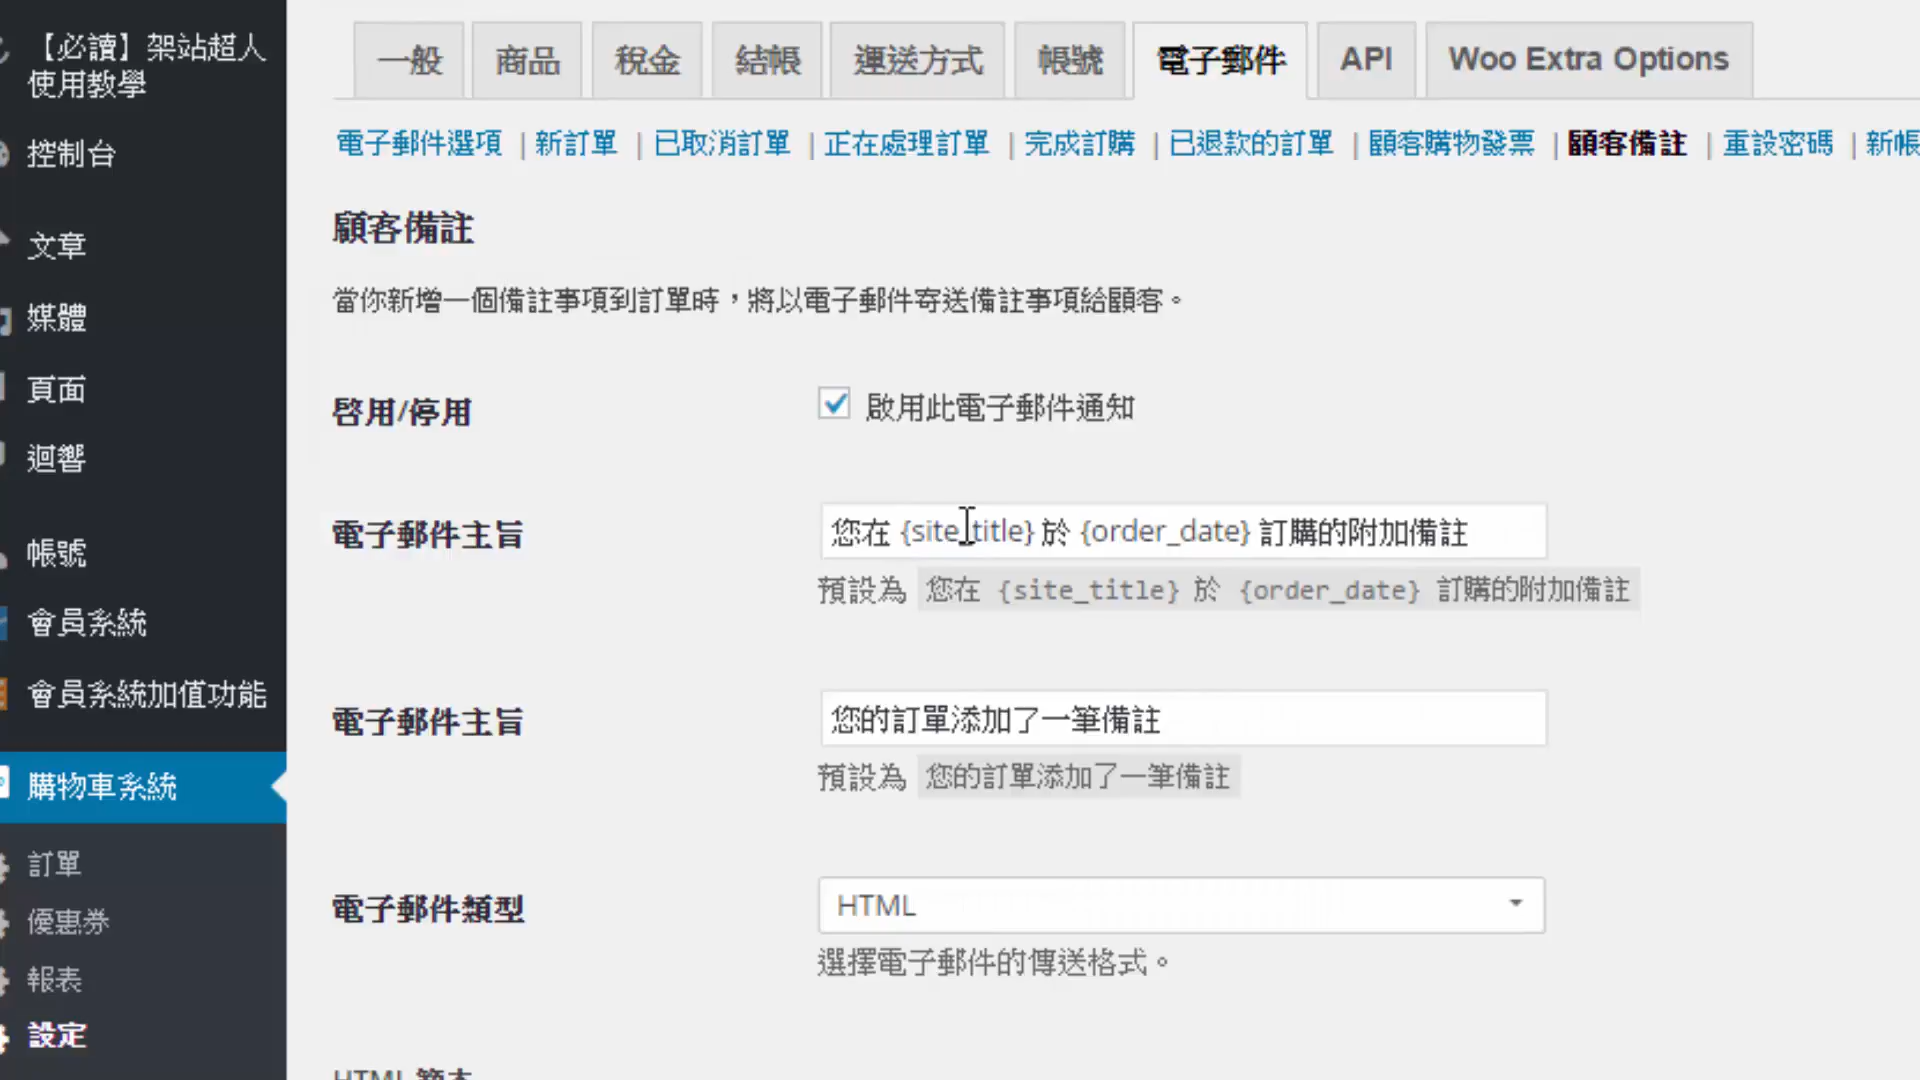 【必讀】架站超人
使用教學
控制台
文章
媒體
頁面
迴響
帳號
會員系統
會員系統加值功能
購物車系統
訂單
優惠券
報表
設定
一般 商品 稅金 結帳 運送方式 帳號 電子郵件 API Woo Extra Options
電子郵件選項 | 新訂單 | 已取消訂單 | 正在處理訂單 | 完成訂購 | 已退款的訂單 | 顧客購物發票 | 顧客備註 | 重設密碼 | 新帳
顧客備註
當你新增一個備註事項到訂單時，將以電子郵件寄送備註事項給顧客。
啓用/停用
啟用此電子郵件通知
電子郵件主旨
您在 {site_title} 於 {order_date} 訂購的附加備註
預設為 您在 {site_title} 於 {order_date} 訂購的附加備註
電子郵件主旨
您的訂單添加了一筆備註
預設為 您的訂單添加了一筆備註
電子郵件類型
HTML
選擇電子郵件的傳送格式。
HTML 範本